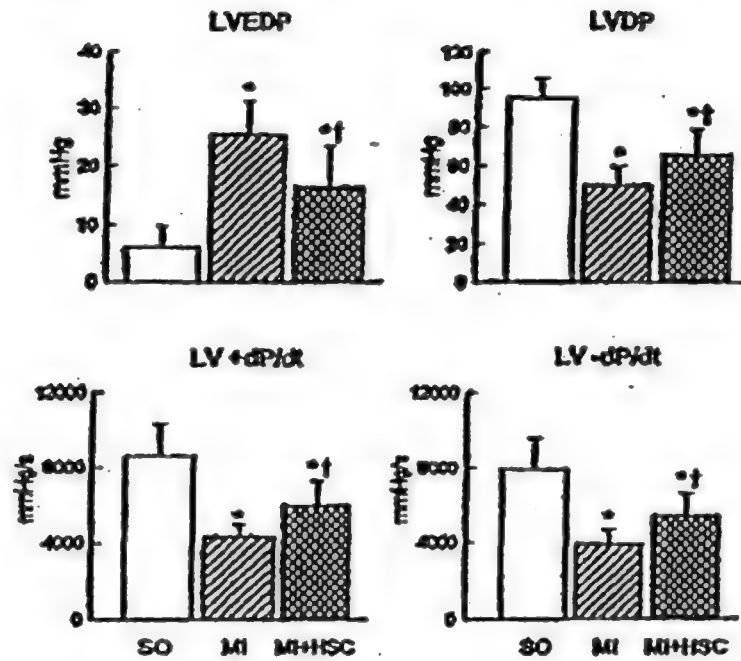 LVEDP
40
30
20
10
0
mmHg
*
*†
LVDP
120
100
80
60
40
20
0
mmHg
*
*†
LV +dP/dt
12000
8000
4000
0
mmHg/s
*
*†
SO MI MI+HSC
LV -dP/dt
12000
8000
4000
0
mmHg/s
*
*†
SO MI MI+HSC